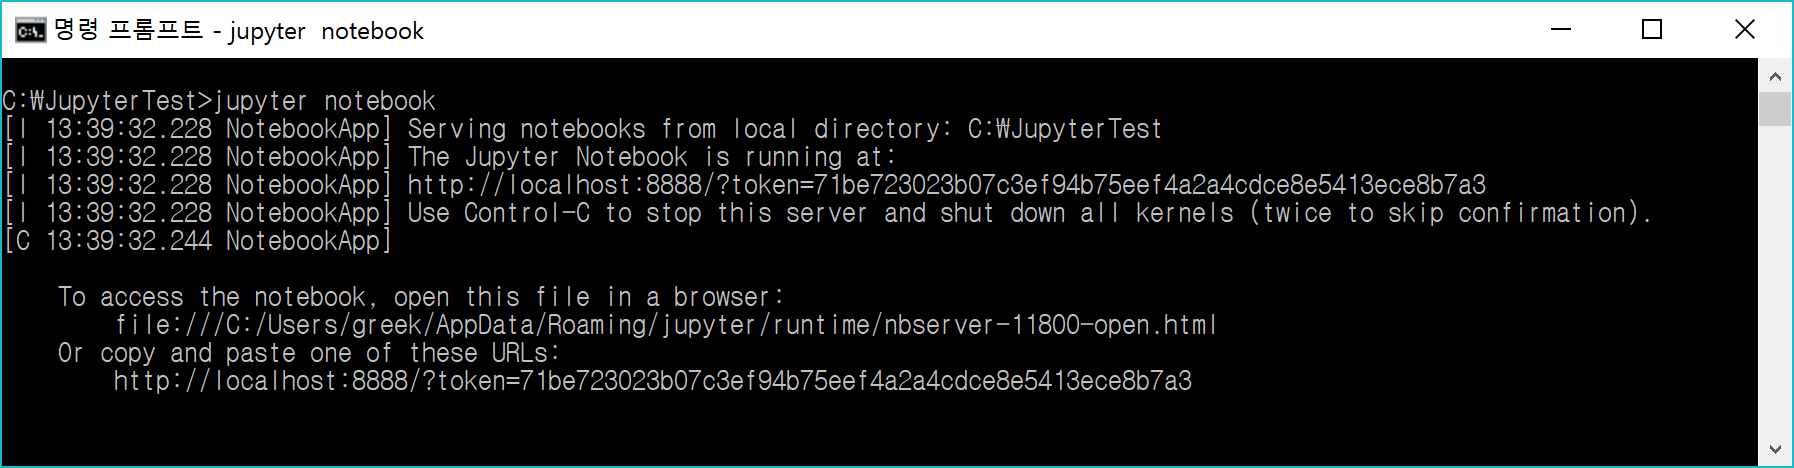 명령 프롬프트 - jupyter  notebook
C:₩JupyterTest>jupyter notebook
[I 13:39:32.228 NotebookApp] Serving notebooks from local directory: C:₩JupyterTest
[I 13:39:32.228 NotebookApp] The Jupyter Notebook is running at:
[I 13:39:32.228 NotebookApp] http://localhost:8888/?token=71be723023b07c3ef94b75eef4a2a4cdce8e5413ece8b7a3
[I 13:39:32.228 NotebookApp] Use Control-C to stop this server and shut down all kernels (twice to skip confirmation).
[C 13:39:32.244 NotebookApp]
To access the notebook, open this file in a browser:
file:///C:/Users/greek/AppData/Roaming/jupyter/runtime/nbserver-11800-open.html
Or copy and paste one of these URLs:
http://localhost:8888/?token=71be723023b07c3ef94b75eef4a2a4cdce8e5413ece8b7a3